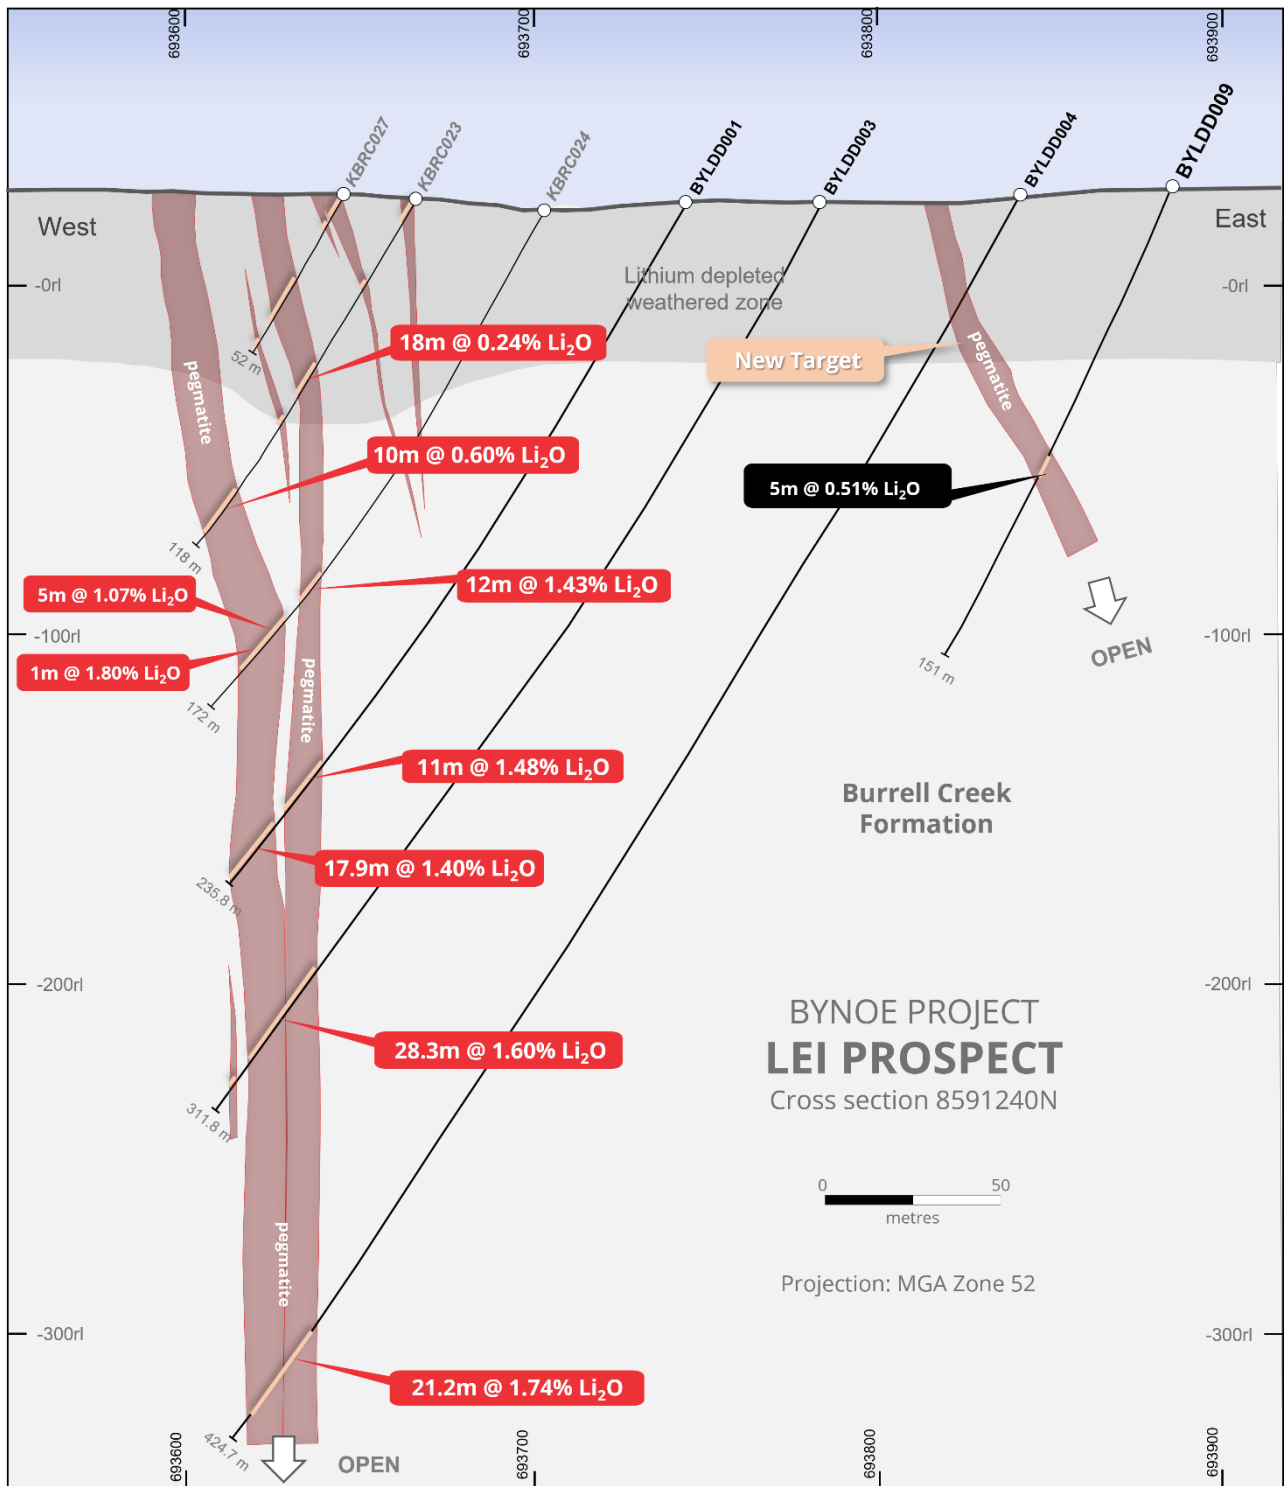 693600
693700
693800
693900
KBRC027
KBRC023
KBRC024
BYLDD001
BYLDD003
BYLDD004
BYLDD009
West
East
-0rl
Lithium depleted
weathered zone
-0rl
18m @ 0.24% Li₂O
52 m
New Target
pegmatite
pegmatite
10m @ 0.60% Li₂O
5m @ 0.51% Li₂O
118 m
12m @ 1.43% Li₂O
5m @ 1.07% Li₂O
-100rl
-100rl
OPEN
151 m
1m @ 1.80% Li₂O
pegmatite
172 m
11m @ 1.48% Li₂O
Burrell Creek
Formation
17.9m @ 1.40% Li₂O
235.8 m
-200rl
-200rl
BYNOE PROJECT
LEI PROSPECT
Cross section 8591240N
28.3m @ 1.60% Li₂O
311.8 m
0 50
metres
pegmatite
Projection: MGA Zone 52
-300rl
-300rl
21.2m @ 1.74% Li₂O
424.7 m
OPEN
693600
693700
693800
693900